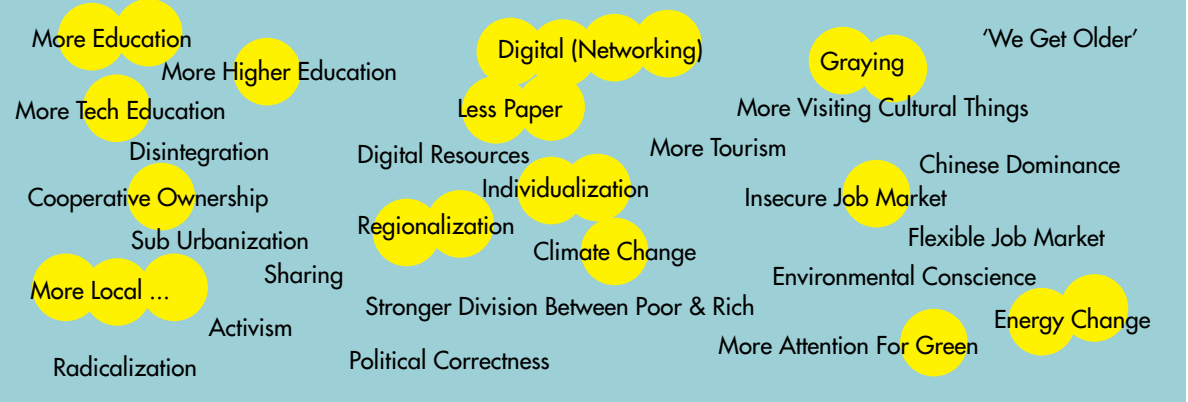 More Education
Digital (Networking)
Graying
‘We Get Older’
More Higher Education
More Tech Education
Less Paper
More Visiting Cultural Things
Disintegration
Digital Resources
More Tourism
Chinese Dominance
Cooperative Ownership
Individualization
Insecure Job Market
Sub Urbanization
Regionalization
Climate Change
Flexible Job Market
Sharing
Environmental Conscience
More Local ...
Stronger Division Between Poor & Rich
Energy Change
Activism
More Attention For Green
Radicalization
Political Correctness